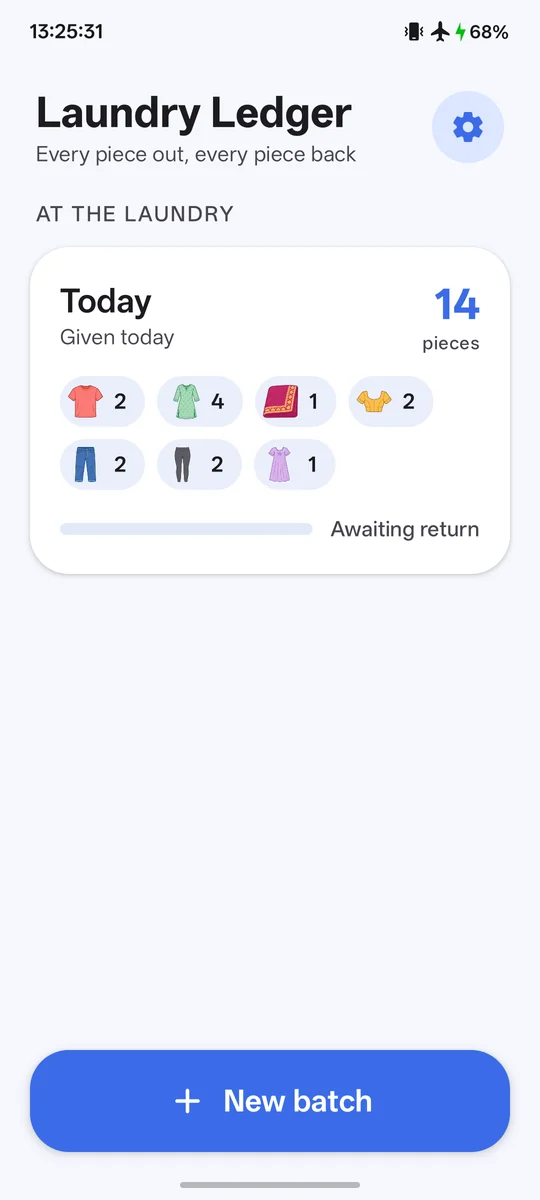 13:25:31
68%
Laundry Ledger
Every piece out, every piece back
AT THE LAUNDRY
Today
14
Given today
pieces
2
4
1
2
2
2
1
Awaiting return
+ New batch